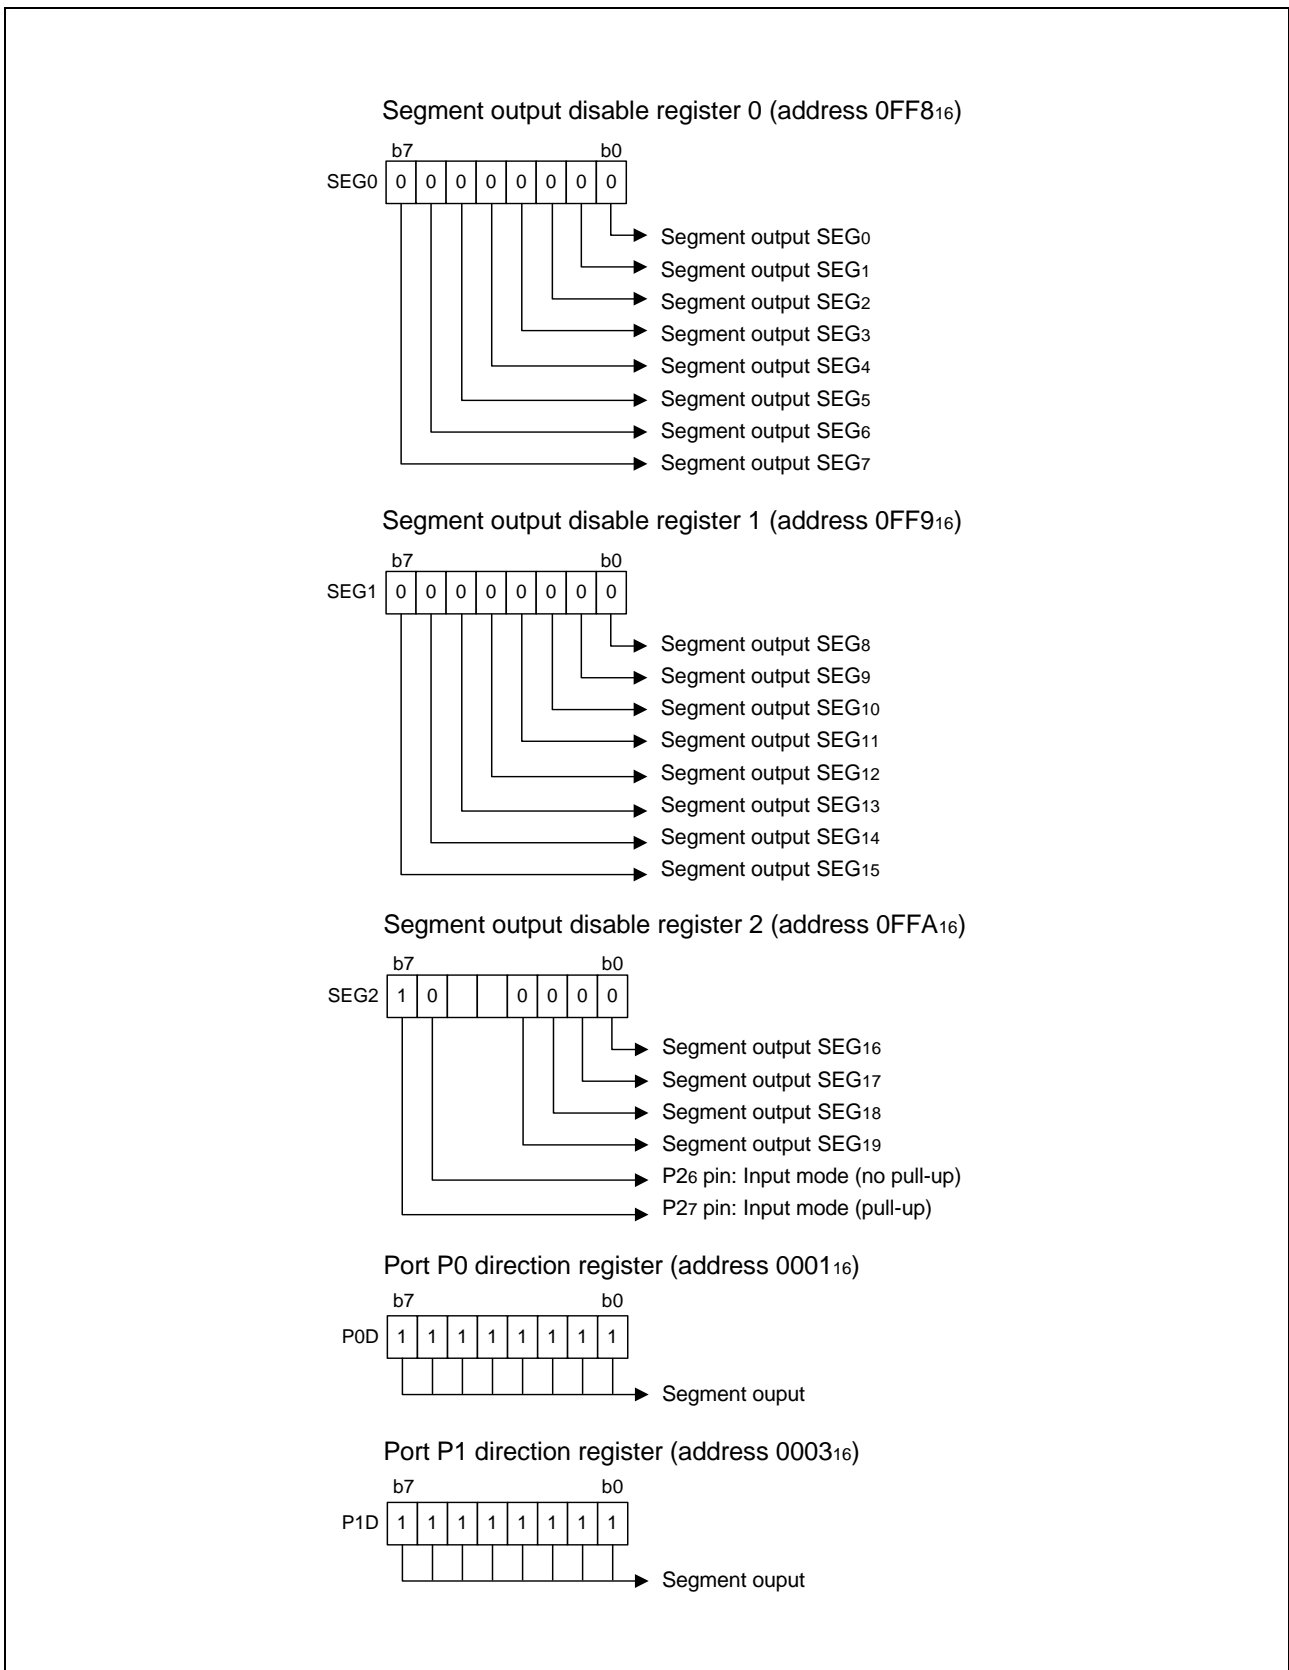 Segment output disable register 0 (address 0FF816)
b7 b0
SEG0 0 0 0 0 0 0 0 0
Segment output SEG0
Segment output SEG1
Segment output SEG2
Segment output SEG3
Segment output SEG4
Segment output SEG5
Segment output SEG6
Segment output SEG7
Segment output disable register 1 (address 0FF916)
b7 b0
SEG1 0 0 0 0 0 0 0 0
Segment output SEG8
Segment output SEG9
Segment output SEG10
Segment output SEG11
Segment output SEG12
Segment output SEG13
Segment output SEG14
Segment output SEG15
Segment output disable register 2 (address 0FFA16)
b7 b0
SEG2 1 0 0 0 0 0
Segment output SEG16
Segment output SEG17
Segment output SEG18
Segment output SEG19
P26 pin: Input mode (no pull-up)
P27 pin: Input mode (pull-up)
Port P0 direction register (address 000116)
b7 b0
P0D 1 1 1 1 1 1 1 1
Segment ouput
Port P1 direction register (address 000316)
b7 b0
P1D 1 1 1 1 1 1 1 1
Segment ouput